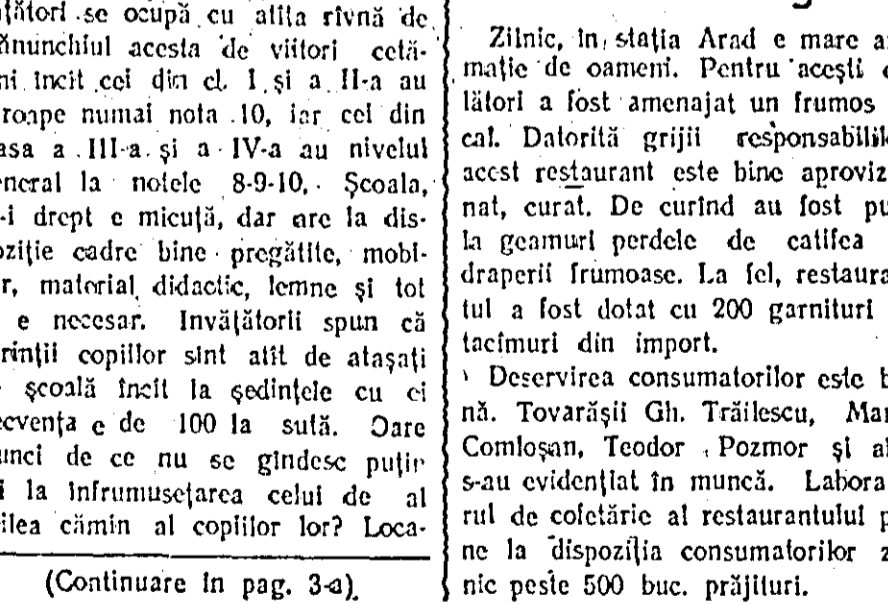 ățători se ocupă cu atîta rîvnă de
ănunchiul acesta de viitori cetă-
ni încît cei din cl. I și a II-a au
roape numai nota 10, iar cei din
asa a III-a și a IV-a au nivelul
eneral la notele 8-9-10. Școala,
-i drept e micuță, dar are la dis-
oziție cadre bine pregătite, mobi-
r, material didactic, lemne și tot
e necesar. Invățătorii spun că
rinții copiilor sînt atît de atașați
școală încît la ședințele cu ei
ecvența e de 100 la sută. Oare
unci de ce nu se gîndesc puțin
i la înfrumusețarea celui de al
ilea cămin al copiilor lor? Loca-
(Continuare în pag. 3-a)
Zilnic, în stația Arad e mare a
mație de oameni. Pentru acești c
lători a fost amenajat un frumos
cal. Datorită grijii responsabilil
acest restaurant este bine aproviz
nat, curat. De curînd au fost pu
la geamuri perdele de catifea
draperii frumoase. La fel, restaura
tul a fost dotat cu 200 garnituri
tacîmuri din import.
Deservirea consumatorilor este b
nă. Tovarășii Gh. Trăilescu, Mar
Comloșan, Teodor Pozmor și al
s-au evidențiat în muncă. Labora
rul de cofetărie al restaurantului p
ne la dispoziția consumatorilor z
nic peste 500 buc. prăjituri.